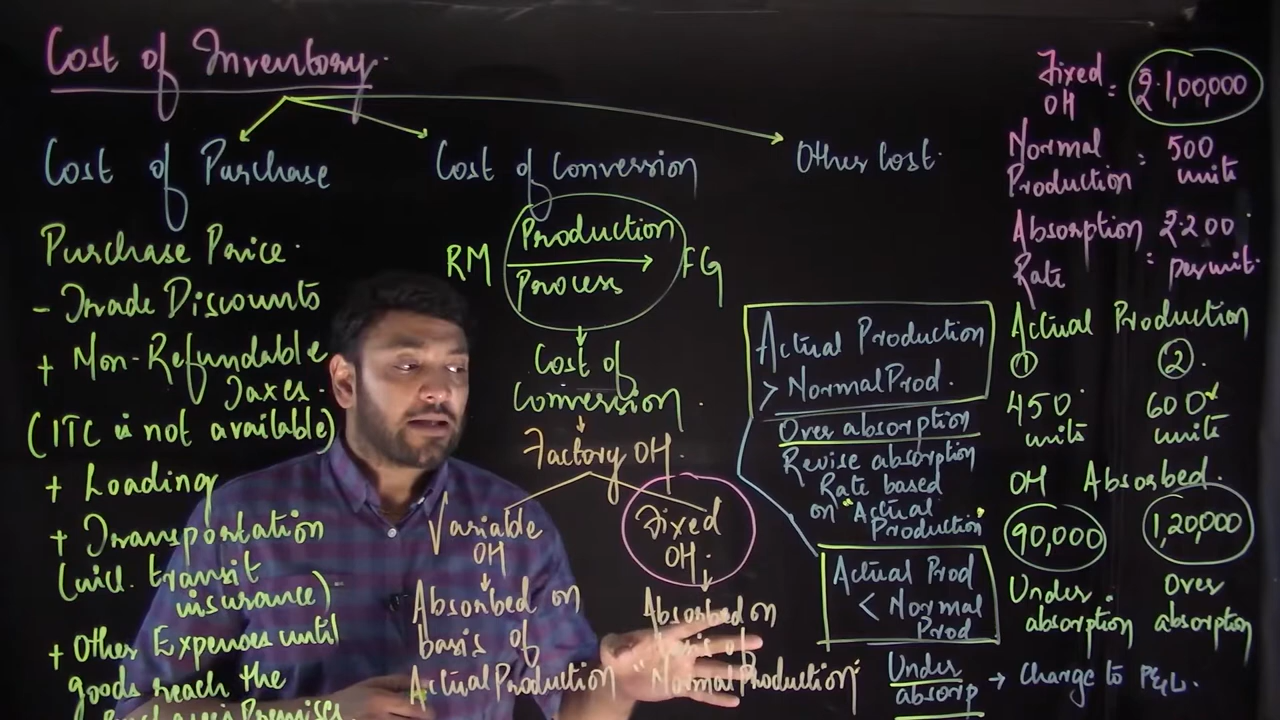 Cost of Inventory.
Cost of Purchase
Purchase Price.
- Trade Discounts
+ Non-Refundable
Taxes.
(ITC is not available)
+ Loading
+ Transportation
(incl. transit
insurance)
+ Other Expenses until
goods reach the
Purchaser's Premises.
Cost of Conversion
RM Production FG
Process
Cost of
Conversion.
Factory OH.
Variable
OH
Absorbed on
basis of
Actual Production
Fixed
OH.
Absorbed on
basis of
"Normal Production"
Other Cost.
Actual Production
> Normal Prod.
Over absorption
Revise absorption
Rate based
on "Actual
Production"
Actual Prod
< Normal
Prod
Under
absorp → Charge to P&L.
Fixed
OH = ₹1,00,000
Normal
Production : 500
units
Absorption
Rate : ₹200
per unit.
Actual Production
① ②
450 units 600 units
OH Absorbed.
90,000 1,20,000
Under absorption Over absorption